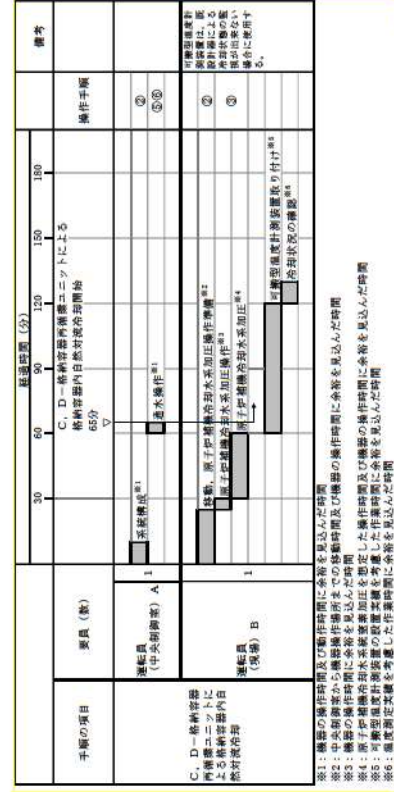 経過時間（分）
30
60
90
120
150
180
手順の項目
要員（数）
操作手順
備考
C，D－格納容器再循環ユニットによる
格納容器内自然対流冷却開始
65分
▽
C，D－格納容器
再循環ユニットに
よる格納容器内自
然対流冷却
運転員
（中央制御室） A
1
系統構成※1
②
通水操作※1
⑤⑥
運転員
（現場） B
1
移動、原子炉補機冷却水系加圧操作準備※2
②
原子炉補機冷却水系加圧操作※3
原子炉補機冷却水系加圧※4
③
可搬型温度計測装置取り付け※5
冷却状況の確認※6
可搬型温度計
測装置は、既
設計器による
冷却状態の監
視が出来ない
場合に使用す
る。
※1：機器の操作時間及び動作時間に余裕を見込んだ時間
※2：中央制御室から機器操作場所までの移動時間及び機器の操作時間に余裕を見込んだ時間
※3：機器の操作時間に余裕を見込んだ時間
※4：原子炉補機冷却水系統窒素加圧を想定した操作時間及び機器の操作時間に余裕を見込んだ時間
※5：可搬型温度計測装置の設置実績を考慮した作業時間に余裕を見込んだ時間
※6：温度測定実績を考慮した作業時間に余裕を見込んだ時間